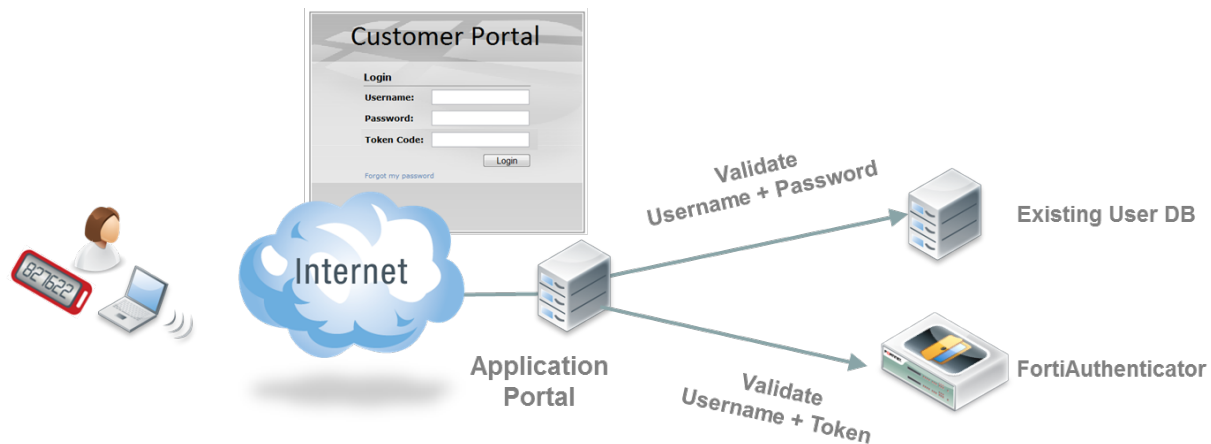 Customer Portal
Login
Username:
Password:
Token Code:
Login
Forgot my password
827622
Internet
Application
Portal
Validate
Username + Password
Existing User DB
Validate
Username + Token
FortiAuthenticator